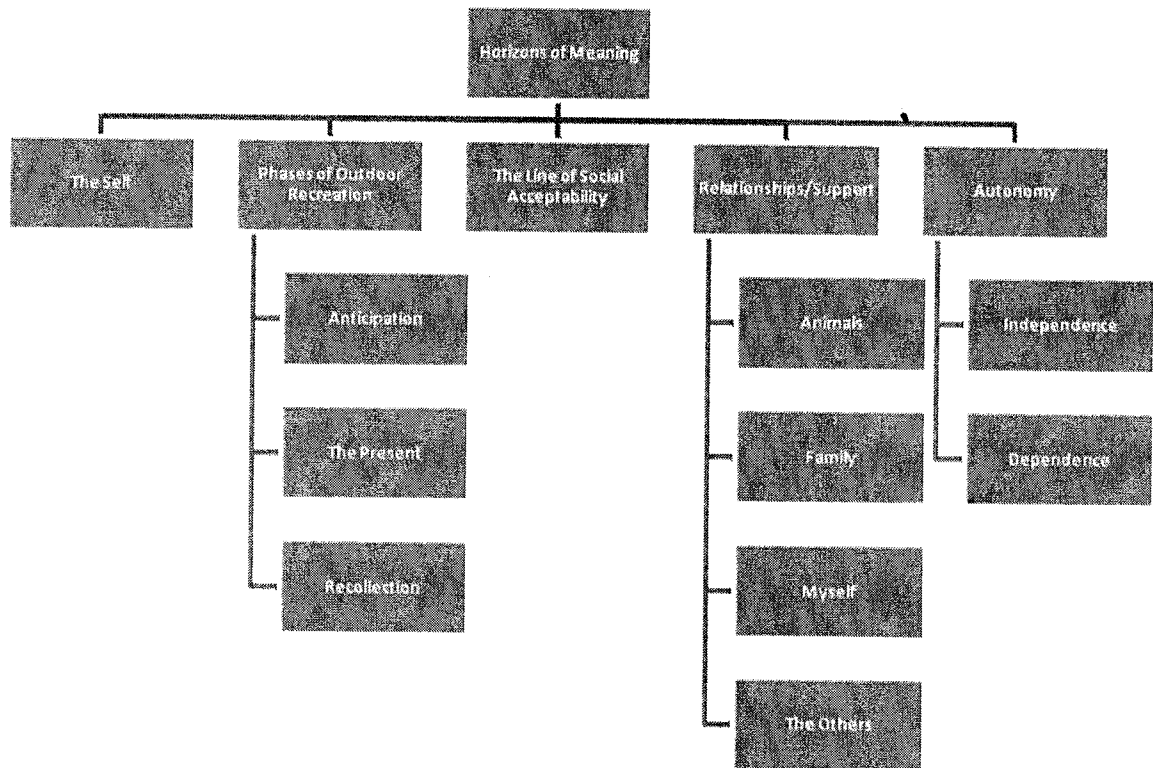 Horizons of Meaning
The Self
Phases of Outdoor
Recreation
The Line of Social
Acceptability
Relationships/Support
Autonomy
Anticipation
The Present
Recollection
Animals
Family
Myself
The Others
Independence
Dependence